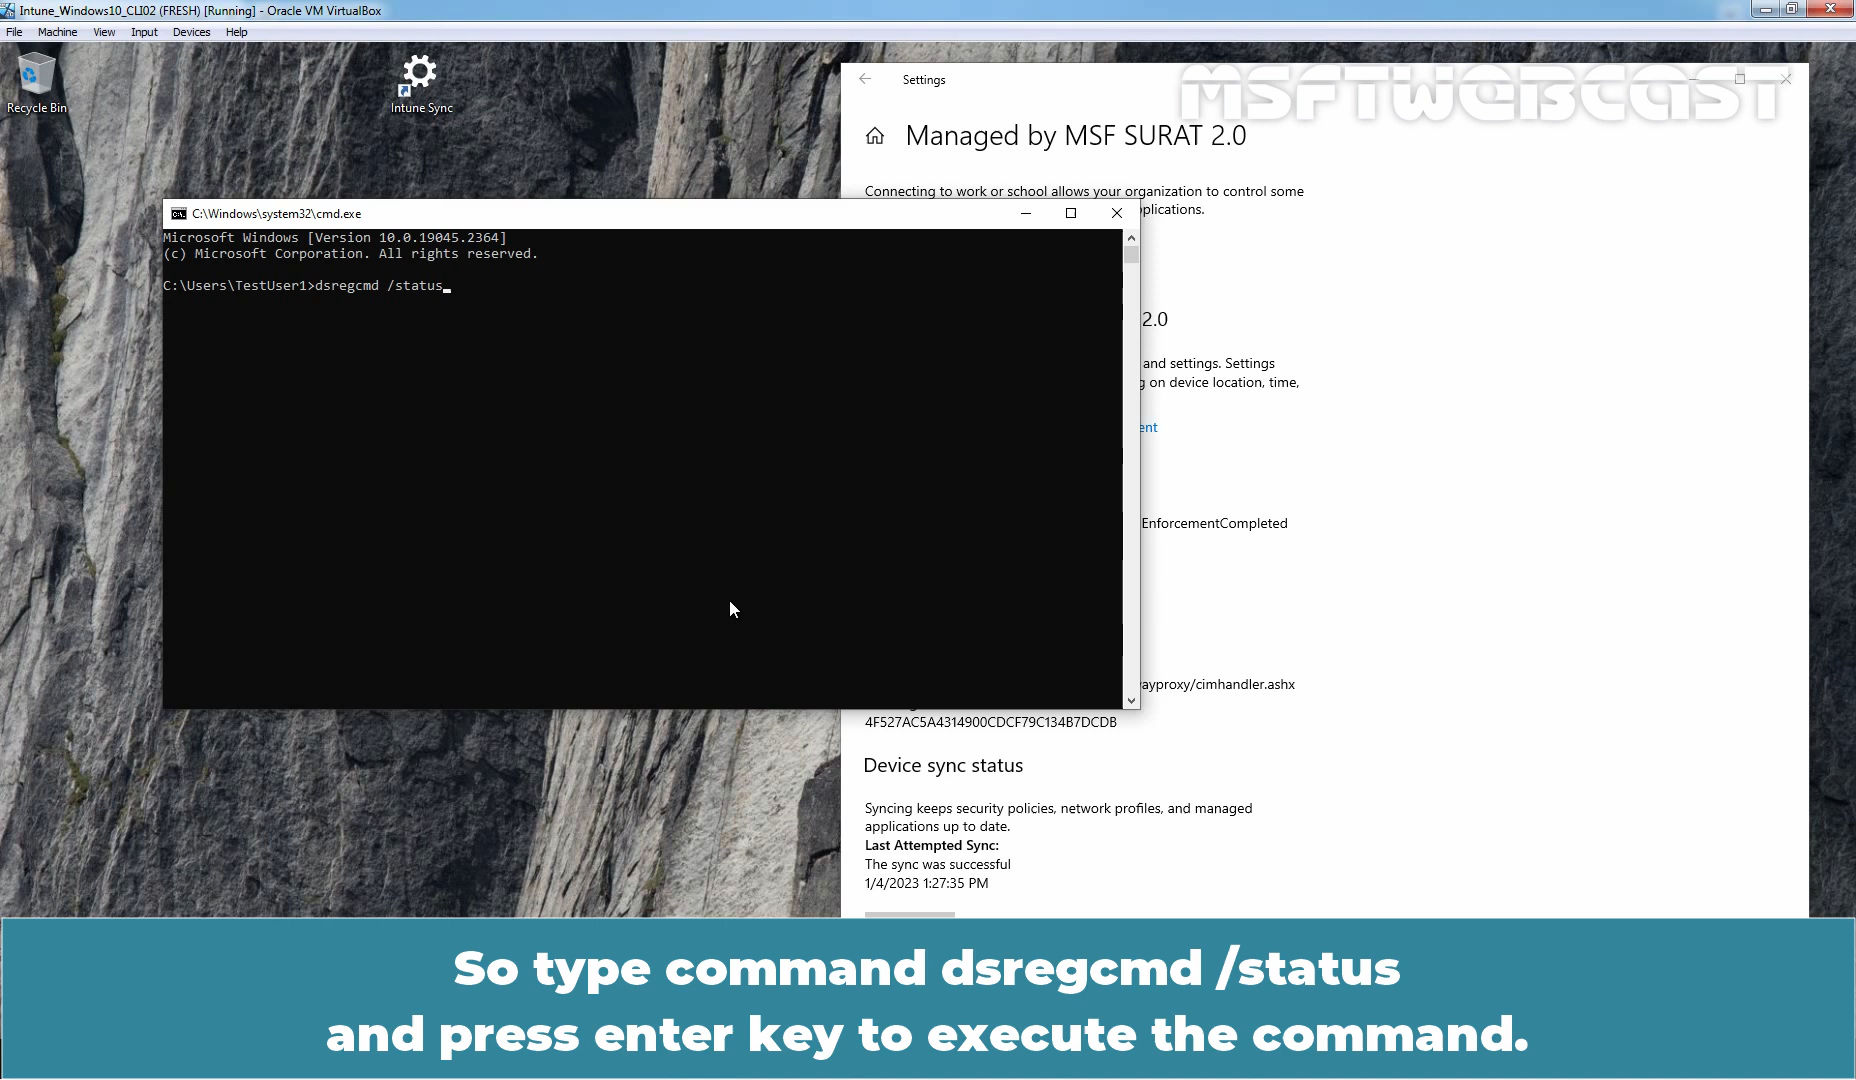 Intune_Windows10_CLI02 (FRESH) [Running] - Oracle VM VirtualBox
File Machine View Input Devices Help
Recycle Bin
Intune Sync
Settings
MSFTWEBCAST
Managed by MSF SURAT 2.0
Connecting to work or school allows your organization to control some
pplications.
C:\Windows\system32\cmd.exe
Microsoft Windows [Version 10.0.19045.2364]
(c) Microsoft Corporation. All rights reserved.
C:\Users\TestUser1>dsregcmd /status
2.0
and settings. Settings
g on device location, time,
ent
EnforcementCompleted
ayproxy/cimhandler.ashx
4F527AC5A4314900CDCF79C134B7DCDB
Device sync status
Syncing keeps security policies, network profiles, and managed
applications up to date.
Last Attempted Sync:
The sync was successful
1/4/2023 1:27:35 PM
So type command dsregcmd /status
and press enter key to execute the command.